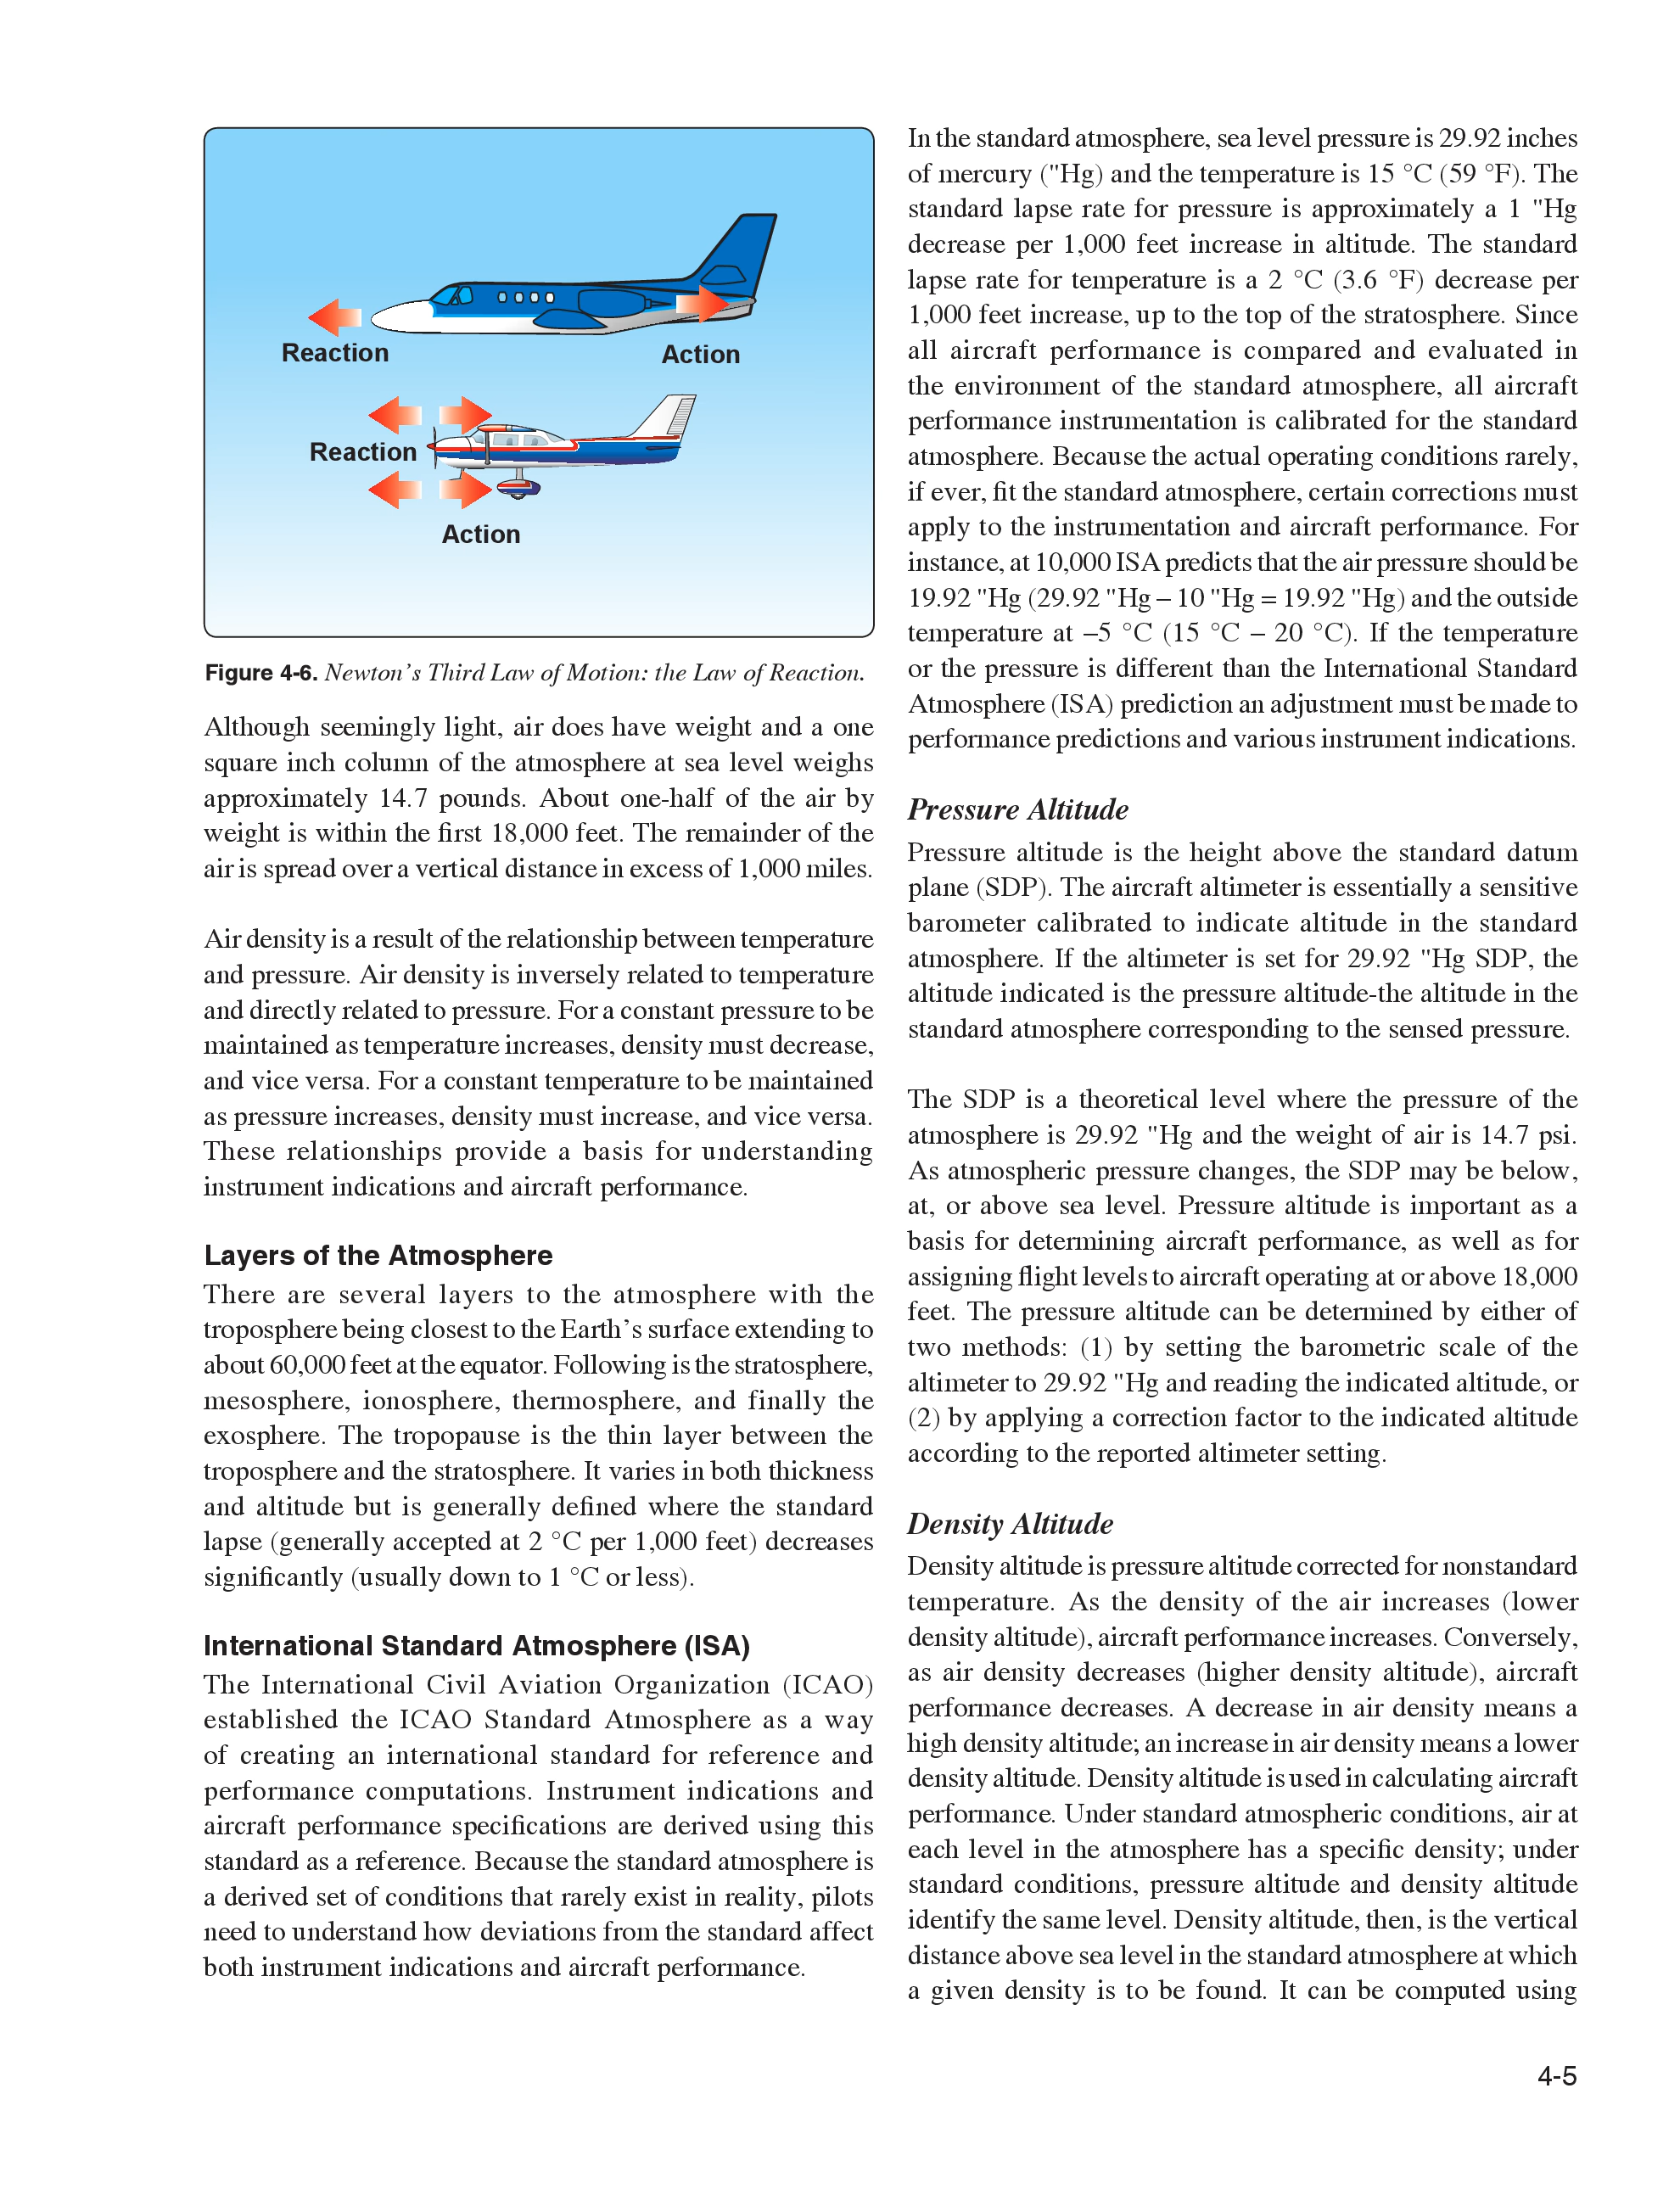 Reaction
Action
Reaction
Action
Figure 4-6. Newton's Third Law of Motion: the Law of Reaction.
Although seemingly light, air does have weight and a one
square inch column of the atmosphere at sea level weighs
approximately 14.7 pounds. About one-half of the air by
weight is within the first 18,000 feet. The remainder of the
air is spread over a vertical distance in excess of 1,000 miles.
Air density is a result of the relationship between temperature
and pressure. Air density is inversely related to temperature
and directly related to pressure. For a constant pressure to be
maintained as temperature increases, density must decrease,
and vice versa. For a constant temperature to be maintained
as pressure increases, density must increase, and vice versa.
These relationships provide a basis for understanding
instrument indications and aircraft performance.
Layers of the Atmosphere
There are several layers to the atmosphere with the
troposphere being closest to the Earth's surface extending to
about 60,000 feet at the equator. Following is the stratosphere,
mesosphere, ionosphere, thermosphere, and finally the
exosphere. The tropopause is the thin layer between the
troposphere and the stratosphere. It varies in both thickness
and altitude but is generally defined where the standard
lapse (generally accepted at 2 °C per 1,000 feet) decreases
significantly (usually down to 1 °C or less).
International Standard Atmosphere (ISA)
The International Civil Aviation Organization (ICAO)
established the ICAO Standard Atmosphere as a way
of creating an international standard for reference and
performance computations. Instrument indications and
aircraft performance specifications are derived using this
standard as a reference. Because the standard atmosphere is
a derived set of conditions that rarely exist in reality, pilots
need to understand how deviations from the standard affect
both instrument indications and aircraft performance.
In the standard atmosphere, sea level pressure is 29.92 inches
of mercury ("Hg) and the temperature is 15 °C (59 °F). The
standard lapse rate for pressure is approximately a 1 "Hg
decrease per 1,000 feet increase in altitude. The standard
lapse rate for temperature is a 2 °C (3.6 °F) decrease per
1,000 feet increase, up to the top of the stratosphere. Since
all aircraft performance is compared and evaluated in
the environment of the standard atmosphere, all aircraft
performance instrumentation is calibrated for the standard
atmosphere. Because the actual operating conditions rarely,
if ever, fit the standard atmosphere, certain corrections must
apply to the instrumentation and aircraft performance. For
instance, at 10,000 ISA predicts that the air pressure should be
19.92 "Hg (29.92 "Hg – 10 "Hg = 19.92 "Hg) and the outside
temperature at –5 °C (15 °C – 20 °C). If the temperature
or the pressure is different than the International Standard
Atmosphere (ISA) prediction an adjustment must be made to
performance predictions and various instrument indications.
Pressure Altitude
Pressure altitude is the height above the standard datum
plane (SDP). The aircraft altimeter is essentially a sensitive
barometer calibrated to indicate altitude in the standard
atmosphere. If the altimeter is set for 29.92 "Hg SDP, the
altitude indicated is the pressure altitude-the altitude in the
standard atmosphere corresponding to the sensed pressure.
The SDP is a theoretical level where the pressure of the
atmosphere is 29.92 "Hg and the weight of air is 14.7 psi.
As atmospheric pressure changes, the SDP may be below,
at, or above sea level. Pressure altitude is important as a
basis for determining aircraft performance, as well as for
assigning flight levels to aircraft operating at or above 18,000
feet. The pressure altitude can be determined by either of
two methods: (1) by setting the barometric scale of the
altimeter to 29.92 "Hg and reading the indicated altitude, or
(2) by applying a correction factor to the indicated altitude
according to the reported altimeter setting.
Density Altitude
Density altitude is pressure altitude corrected for nonstandard
temperature. As the density of the air increases (lower
density altitude), aircraft performance increases. Conversely,
as air density decreases (higher density altitude), aircraft
performance decreases. A decrease in air density means a
high density altitude; an increase in air density means a lower
density altitude. Density altitude is used in calculating aircraft
performance. Under standard atmospheric conditions, air at
each level in the atmosphere has a specific density; under
standard conditions, pressure altitude and density altitude
identify the same level. Density altitude, then, is the vertical
distance above sea level in the standard atmosphere at which
a given density is to be found. It can be computed using
4-5